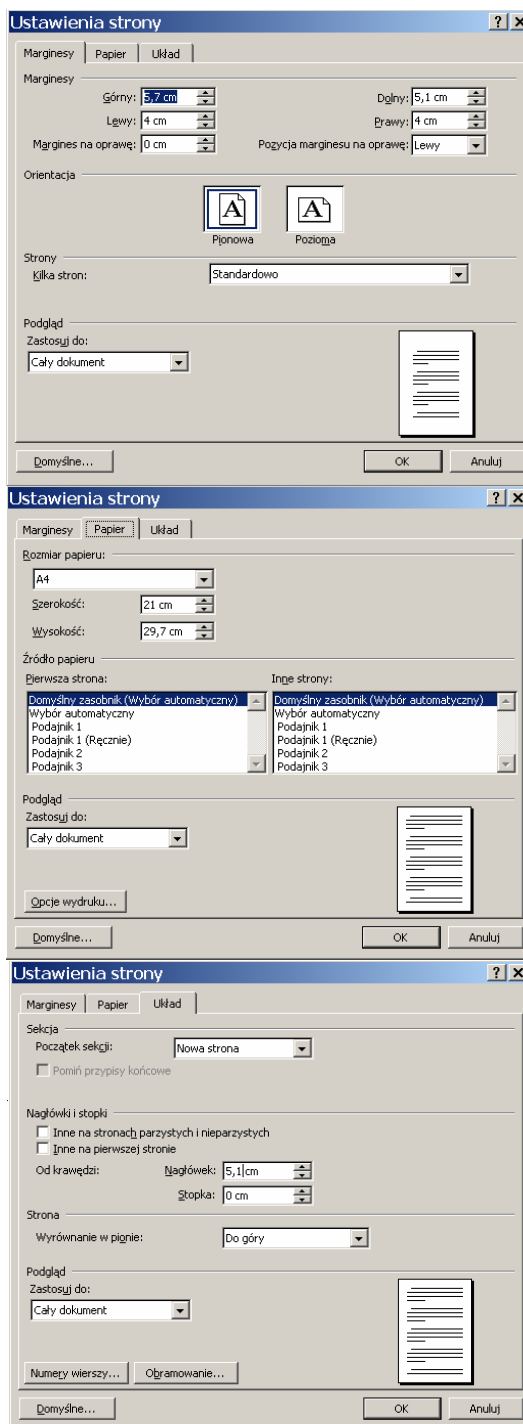 Ustawienia strony
Marginesy Papier Układ
Marginesy
Górny: 5,7 cm Dolny: 5,1 cm
Lewy: 4 cm Prawy: 4 cm
Margines na oprawę: 0 cm Pozycja marginesu na oprawę: Lewy
Orientacja
A A
Pionowa Pozioma
Strony
Kilka stron: Standardowo
Podgląd
Zastosuj do:
Cały dokument
Domyślne... OK Anuluj
Ustawienia strony
Marginesy Papier Układ
Rozmiar papieru:
A4
Szerokość: 21 cm
Wysokość: 29,7 cm
Źródło papieru
Pierwsza strona: Inne strony:
Domyślny zasobnik (Wybór automatyczny) Domyślny zasobnik (Wybór automatyczny)
Wybór automatyczny Wybór automatyczny
Podajnik 1 Podajnik 1
Podajnik 1 (Ręcznie) Podajnik 1 (Ręcznie)
Podajnik 2 Podajnik 2
Podajnik 3 Podajnik 3
Podgląd
Zastosuj do:
Cały dokument
Opcje wydruku...
Domyślne... OK Anuluj
Ustawienia strony
Marginesy Papier Układ
Sekcja
Początek sekcji: Nowa strona
Pomiń przypisy końcowe
Nagłówki i stopki
Inne na stronach parzystych i nieparzystych
Inne na pierwszej stronie
Od krawędzi: Nagłówek: 5,1 cm
Stopka: 0 cm
Strona
Wyrównanie w pionie: Do góry
Podgląd
Zastosuj do:
Cały dokument
Numery wierszy... Obramowanie...
Domyślne... OK Anuluj